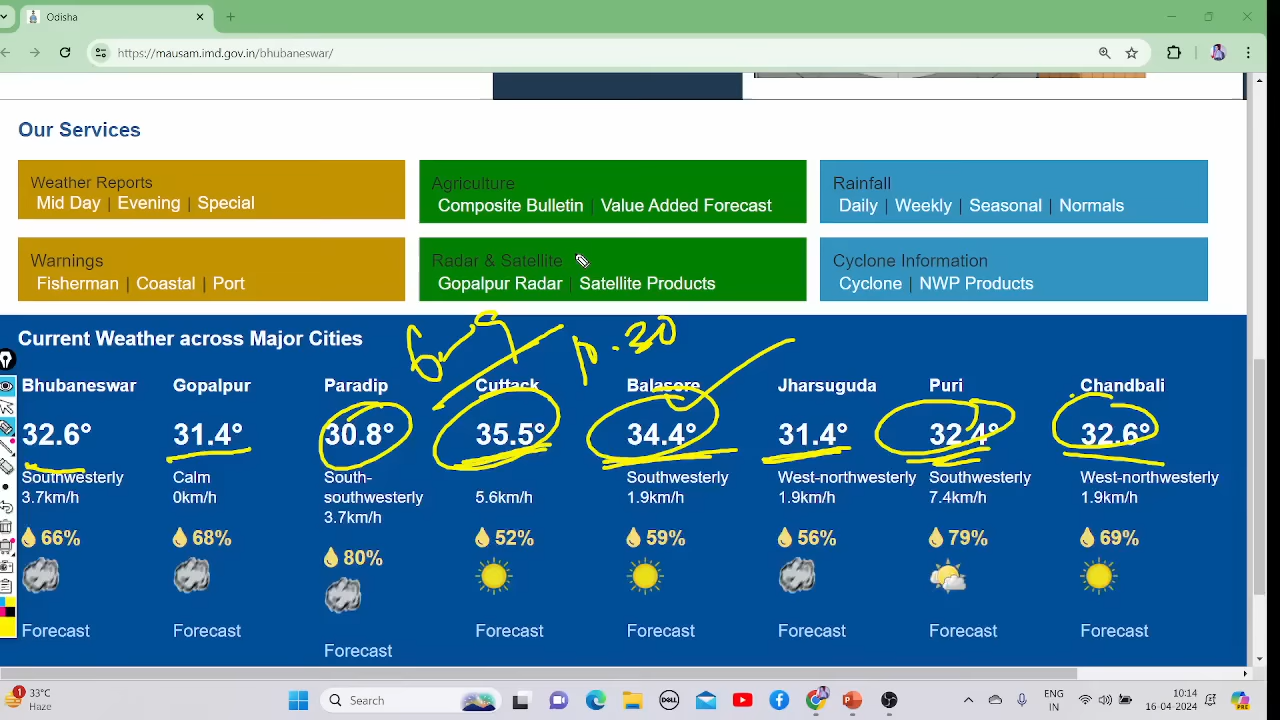 Odisha
https://mausam.imd.gov.in/bhubaneswar/
Our Services
Weather Reports
Mid Day | Evening | Special
Agriculture
Composite Bulletin | Value Added Forecast
Rainfall
Daily | Weekly | Seasonal | Normals
Warnings
Fisherman | Coastal | Port
Radar & Satellite
Gopalpur Radar | Satellite Products
Cyclone Information
Cyclone | NWP Products
Current Weather across Major Cities
p.30
Bhubaneswar
32.6°
Southwesterly
3.7km/h
66%
Forecast
Gopalpur
31.4°
Calm
0km/h
68%
Forecast
Paradip
30.8°
South-
southwesterly
3.7km/h
80%
Forecast
Cuttack
35.5°
5.6km/h
52%
Forecast
Balasore
34.4°
Southwesterly
1.9km/h
59%
Forecast
Jharsuguda
31.4°
West-northwesterly
1.9km/h
56%
Forecast
Puri
32.4°
Southwesterly
7.4km/h
79%
Forecast
Chandbali
32.6°
West-northwesterly
1.9km/h
69%
Forecast
1
33°C
Haze
Search
DELL
ENG
IN
10:14
16-04-2024
PRE